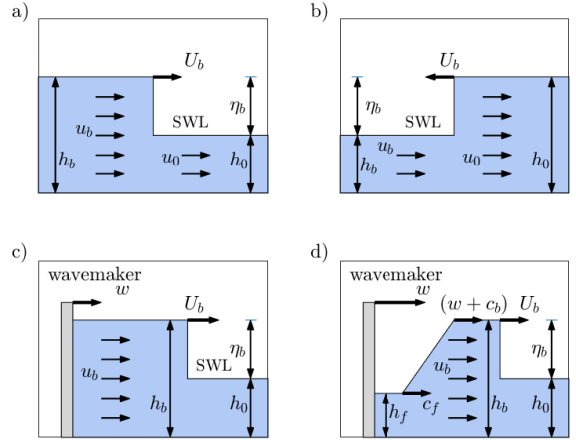 a)
U_b
η_b
SWL
u_b
u_0
h_b
h_0
b)
U_b
η_b
SWL
u_b
u_0
h_b
h_0
c)
wavemaker
w
U_b
η_b
SWL
u_b
h_b
h_0
d)
wavemaker
w
(w + c_b)
U_b
η_b
u_b
h_f
c_f
h_b
h_0